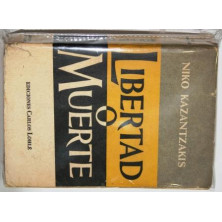 NIKO KAZANTZAKIS
LIBERTAD
O
MUERTE
EDICIONES CARLOS LOHLÉ